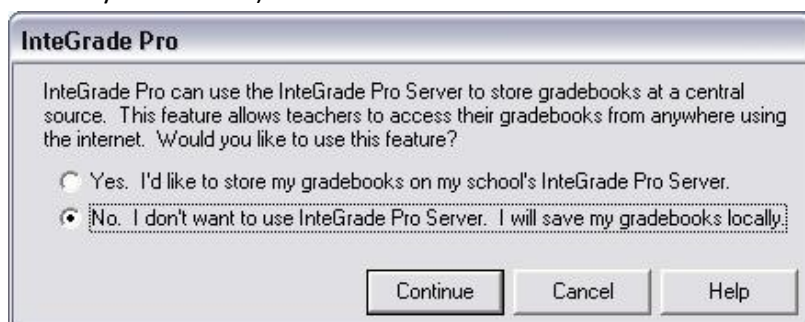 InteGrade Pro
InteGrade Pro can use the InteGrade Pro Server to store gradebooks at a central
source. This feature allows teachers to access their gradebooks from anywhere using
the internet. Would you like to use this feature?
Yes. I'd like to store my gradebooks on my school's InteGrade Pro Server.
No. I don't want to use InteGrade Pro Server. I will save my gradebooks locally.
Continue Cancel Help